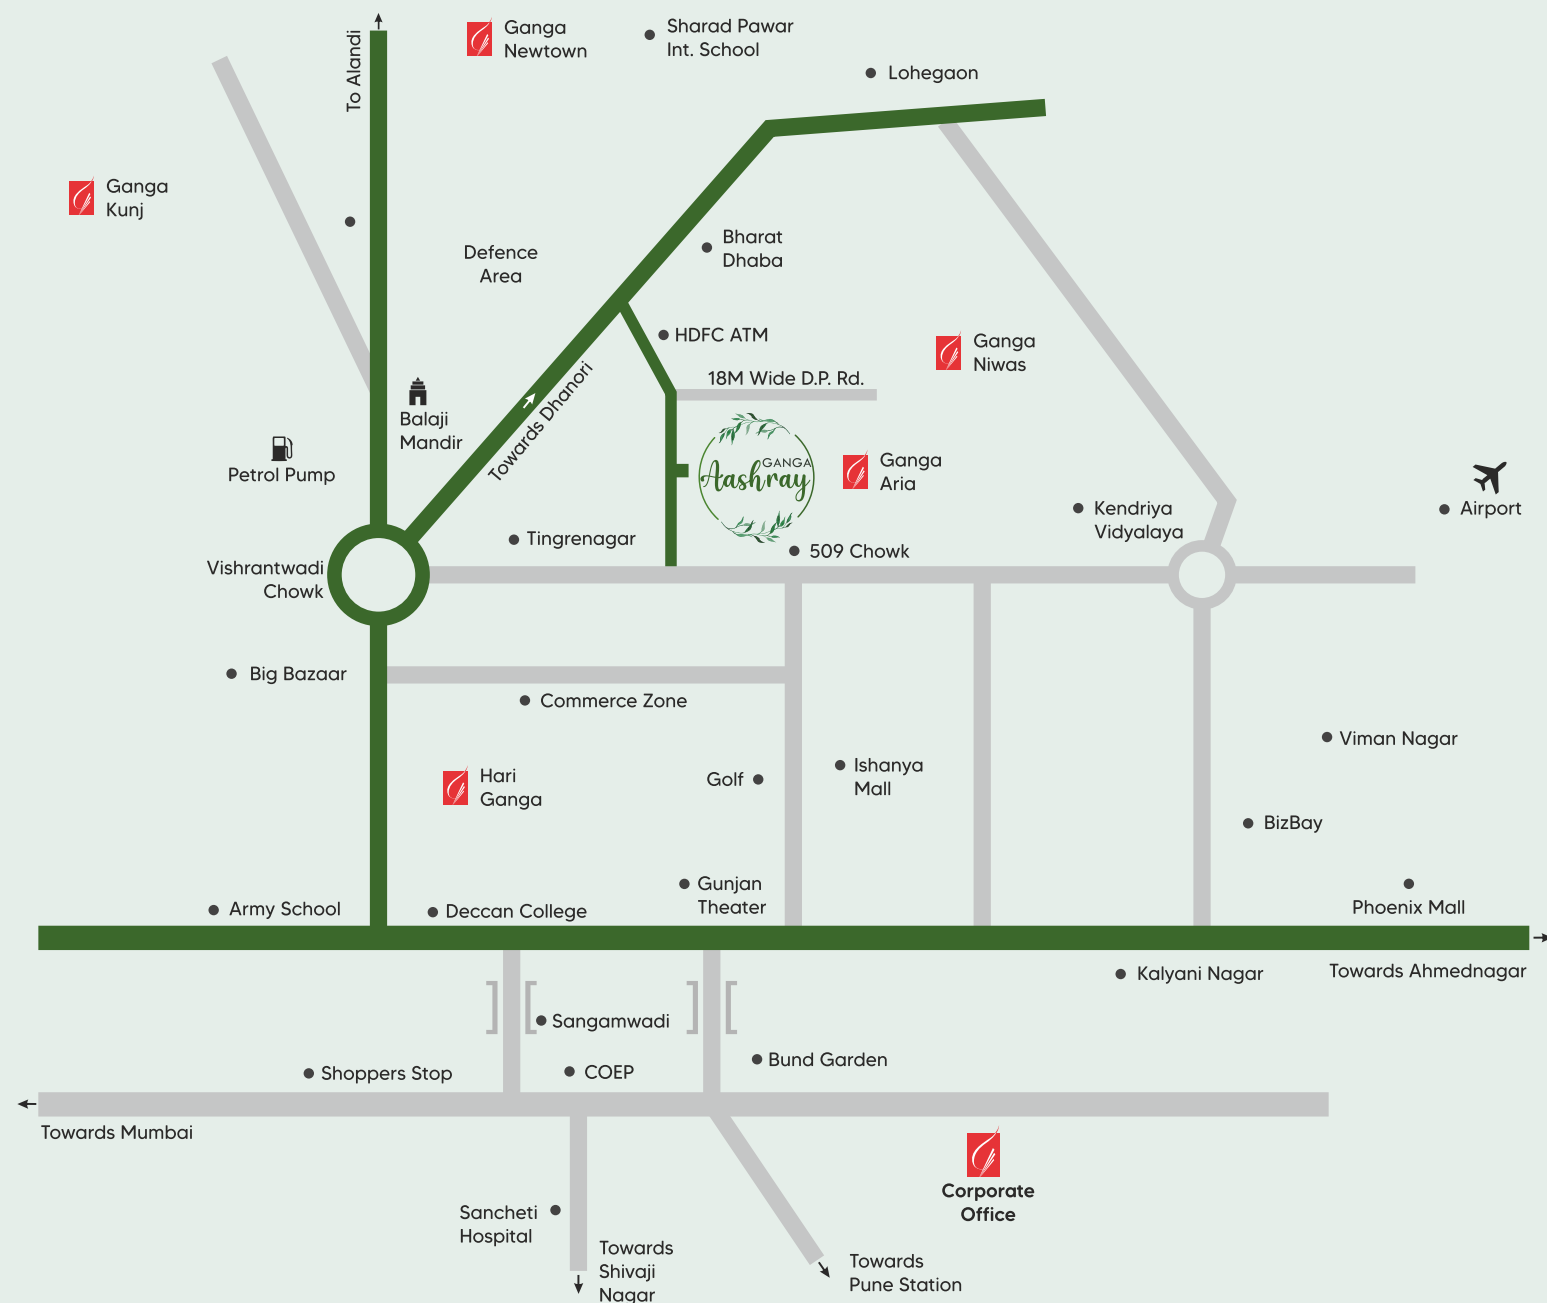 To Alandi
Ganga
Newtown
Sharad Pawar
Int. School
Lohegaon
Ganga
Kunj
Defence
Area
Bharat
Dhaba
HDFC ATM
18M Wide D.P. Rd.
Ganga
Niwas
Balaji
Mandir
Towards Dhanori
Petrol Pump
GANGA
Aashray
Ganga
Aria
Kendriya
Vidyalaya
Airport
Tingrenagar
509 Chowk
Vishrantwadi
Chowk
Big Bazaar
Commerce Zone
Viman Nagar
Hari
Ganga
Golf
Ishanya
Mall
BizBay
Gunjan
Theater
Army School
Deccan College
Phoenix Mall
Kalyani Nagar
Towards Ahmednagar
Sangamwadi
Shoppers Stop
COEP
Bund Garden
Towards Mumbai
Corporate
Office
Sancheti
Hospital
Towards
Shivaji
Nagar
Towards
Pune Station